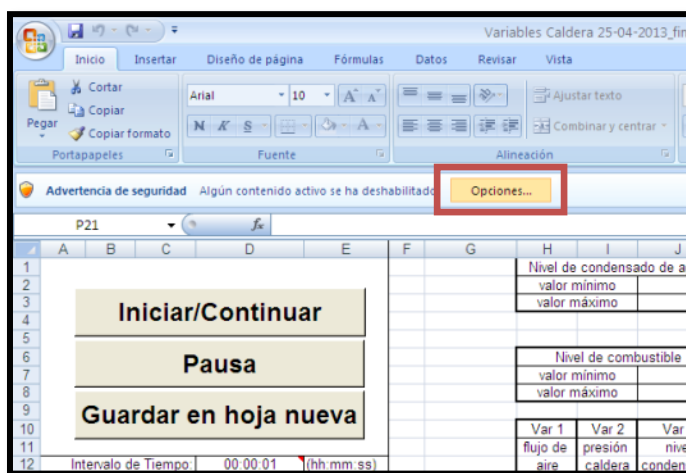 Variables Caldera 25-04-2013_fin
Inicio Insertar Diseño de página Fórmulas Datos Revisar Vista
Pegar
Cortar
Copiar
Copiar formato
Portapapeles
Arial 10
N K S
Fuente
Ajustar texto
Combinar y centrar
Alineación
Advertencia de seguridad Algún contenido activo se ha deshabilitado Opciones...
P21 fx
A B C D E F G H I J
1 Nivel de condensado de a
2 valor mínimo
3 valor máximo
4
5
6 Nivel de combustible
7 valor mínimo
8 valor máximo
9
10 Var 1 Var 2 Var
11 flujo de presión nive
12 Intervalo de Tiempo: 00:00:01 (hh:mm:ss) aire caldera conden
Iniciar/Continuar
Pausa
Guardar en hoja nueva